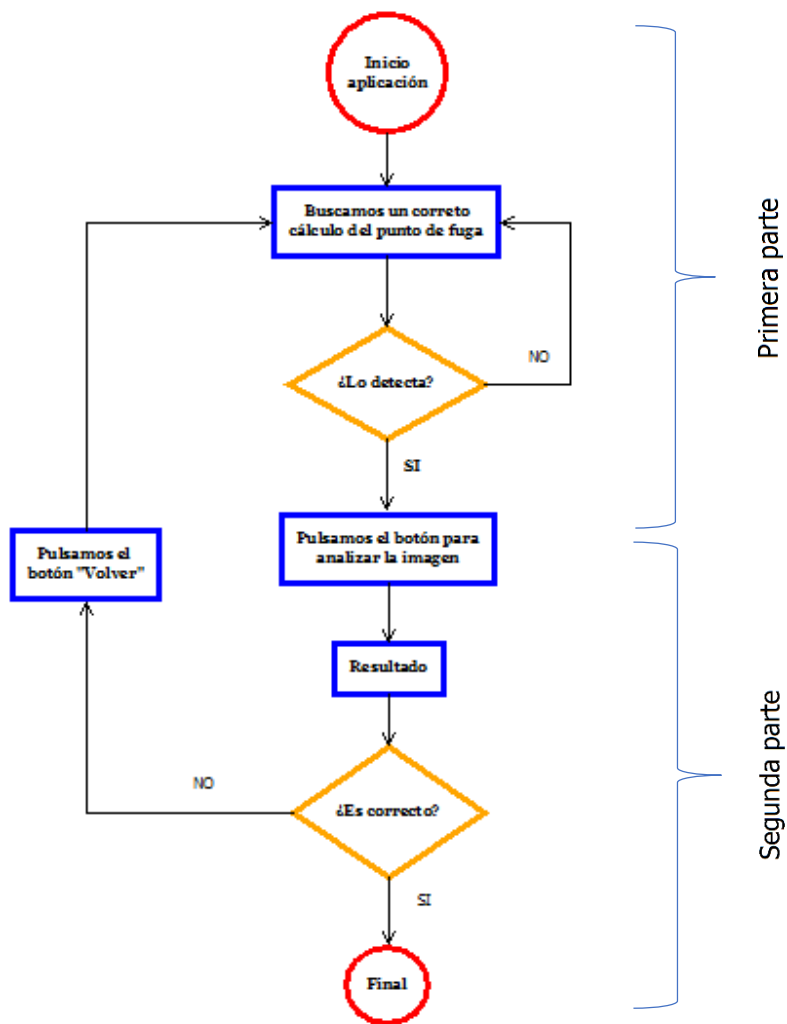 Inicio
aplicación
Buscamos un correto
cálculo del punto de fuga
¿Lo detecta?
NO
SI
Pulsamos el botón para
analizar la imagen
Pulsamos el
botón "Volver"
Resultado
¿Es correcto?
NO
SI
Final
Primera parte
Segunda parte